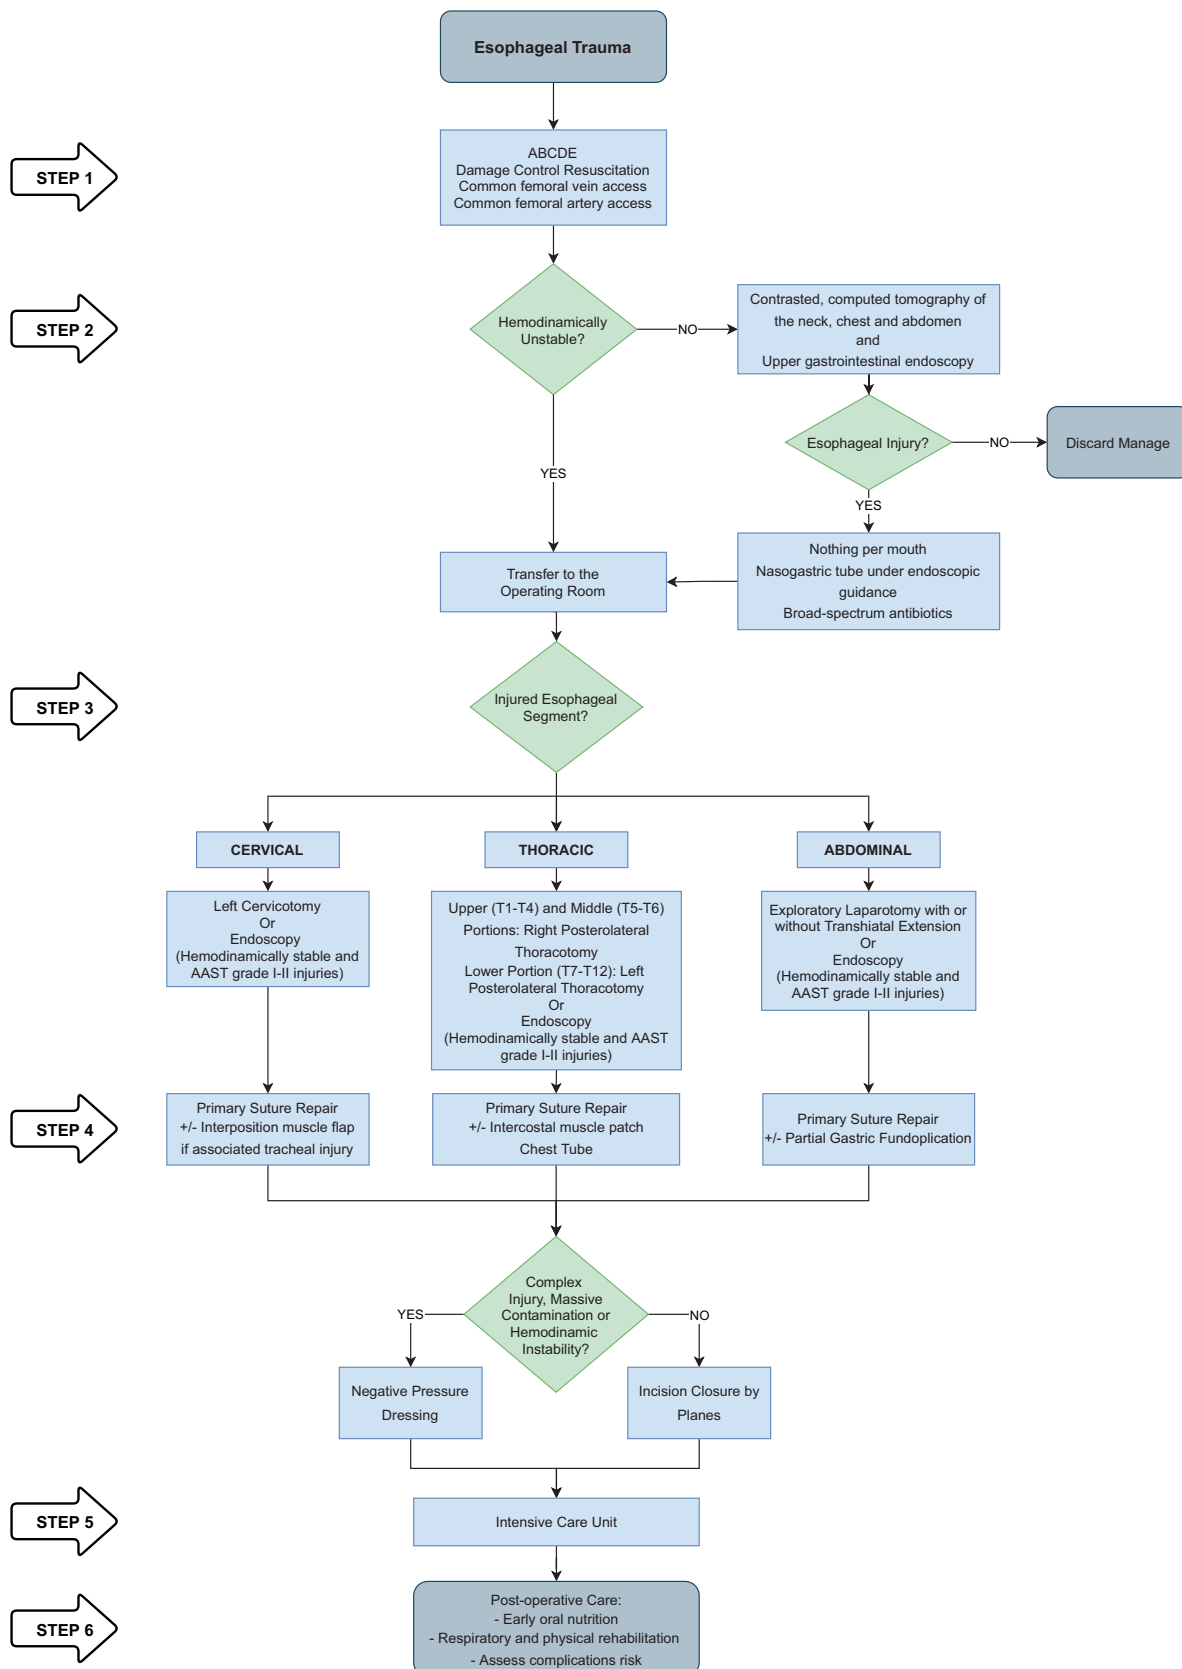 Esophageal Trauma
STEP 1
ABCDE
Damage Control Resuscitation
Common femoral vein access
Common femoral artery access
STEP 2
Hemodinamically
Unstable?
NO
Contrasted, computed tomography of
the neck, chest and abdomen
and
Upper gastrointestinal endoscopy
Esophageal Injury?
NO
Discard Manage
YES
YES
Nothing per mouth
Nasogastric tube under endoscopic
guidance
Broad-spectrum antibiotics
Transfer to the
Operating Room
STEP 3
Injured Esophageal
Segment?
CERVICAL
THORACIC
ABDOMINAL
Left Cervicotomy
Or
Endoscopy
(Hemodinamically stable and
AAST grade I-II injuries)
Upper (T1-T4) and Middle (T5-T6)
Portions: Right Posterolateral
Thoracotomy
Lower Portion (T7-T12): Left
Posterolateral Thoracotomy
Or
Endoscopy
(Hemodinamically stable and AAST
grade I-II injuries)
Exploratory Laparotomy with or
without Transhiatal Extension
Or
Endoscopy
(Hemodinamically stable and
AAST grade I-II injuries)
STEP 4
Primary Suture Repair
+/- Interposition muscle flap
if associated tracheal injury
Primary Suture Repair
+/- Intercostal muscle patch
Chest Tube
Primary Suture Repair
+/- Partial Gastric Fundoplication
Complex
Injury, Massive
Contamination or
Hemodinamic
Instability?
YES
NO
Negative Pressure
Dressing
Incision Closure by
Planes
STEP 5
Intensive Care Unit
STEP 6
Post-operative Care:
- Early oral nutrition
- Respiratory and physical rehabilitation
- Assess complications risk